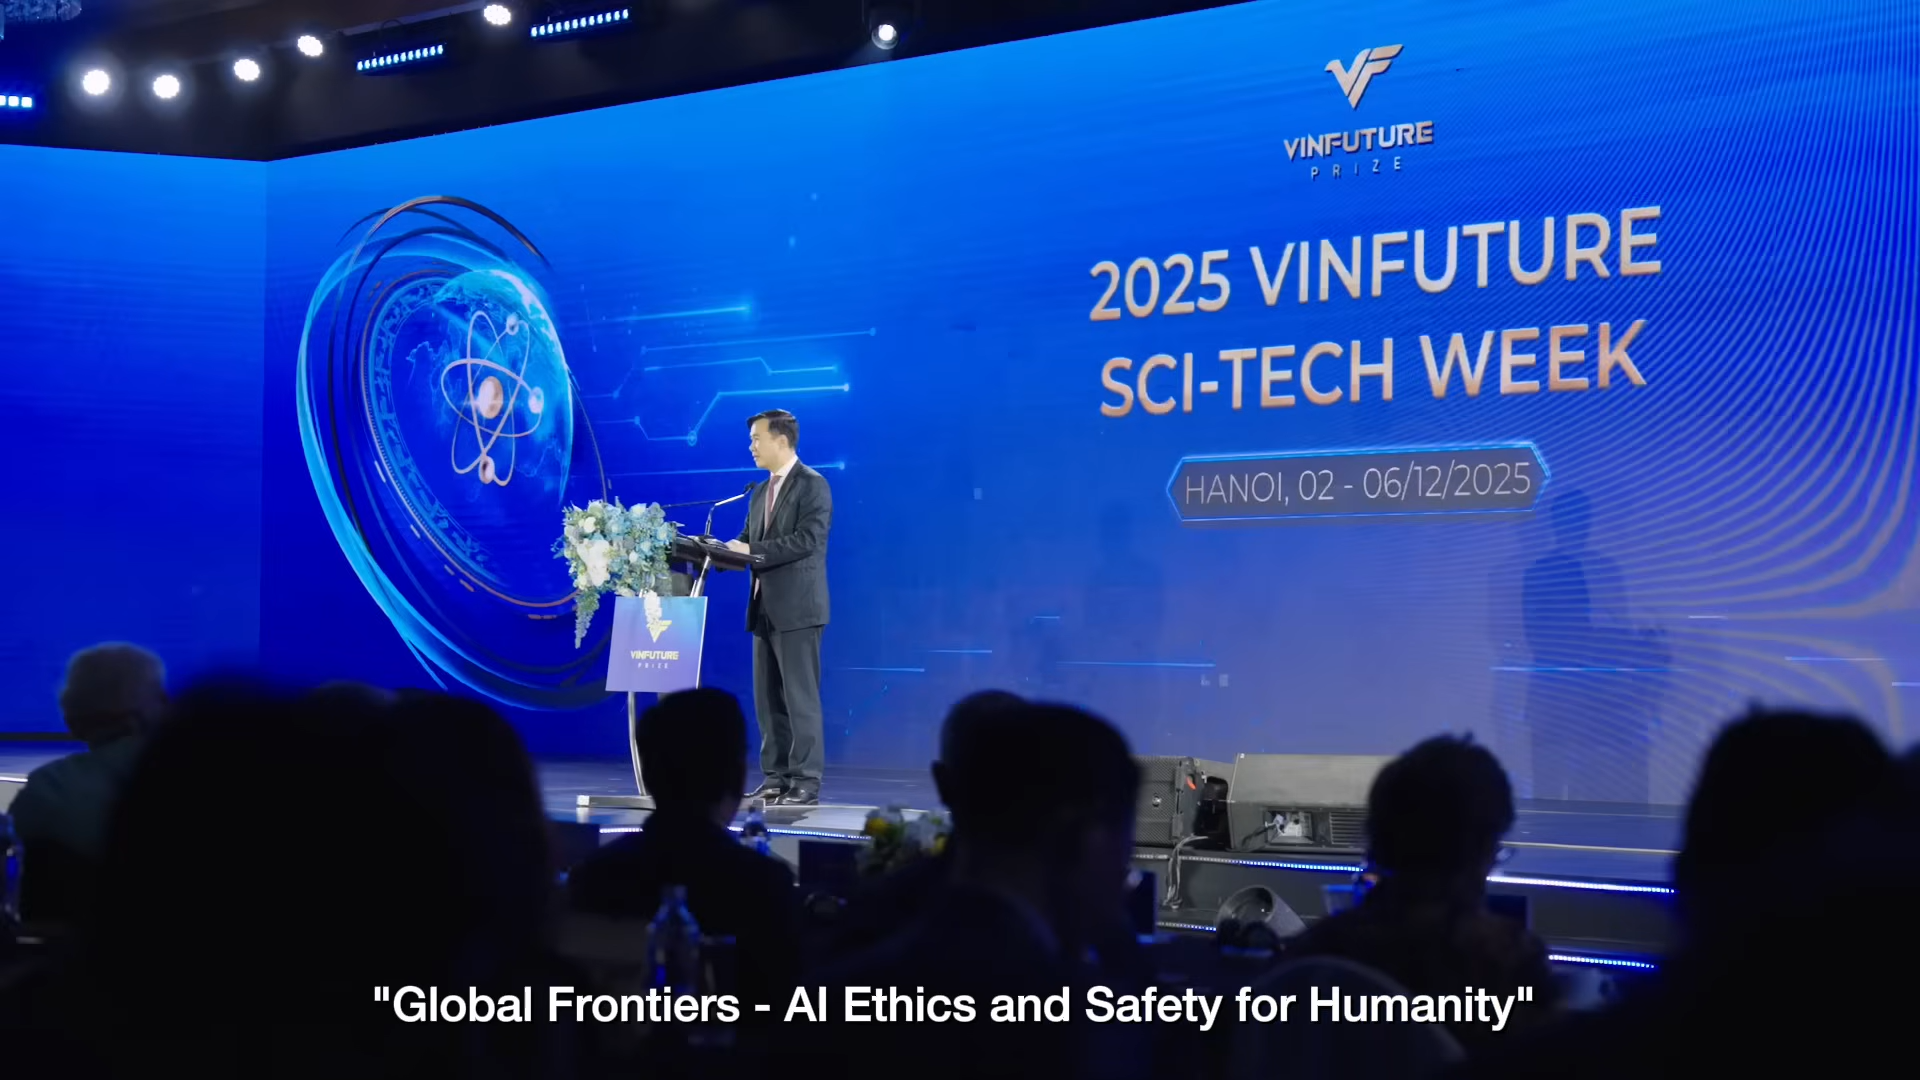 VINFUTURE
PRIZE
2025 VINFUTURE
SCI-TECH WEEK
HANOI, 02 - 06/12/2025
VINFUTURE
PRIZE
"Global Frontiers - AI Ethics and Safety for Humanity"